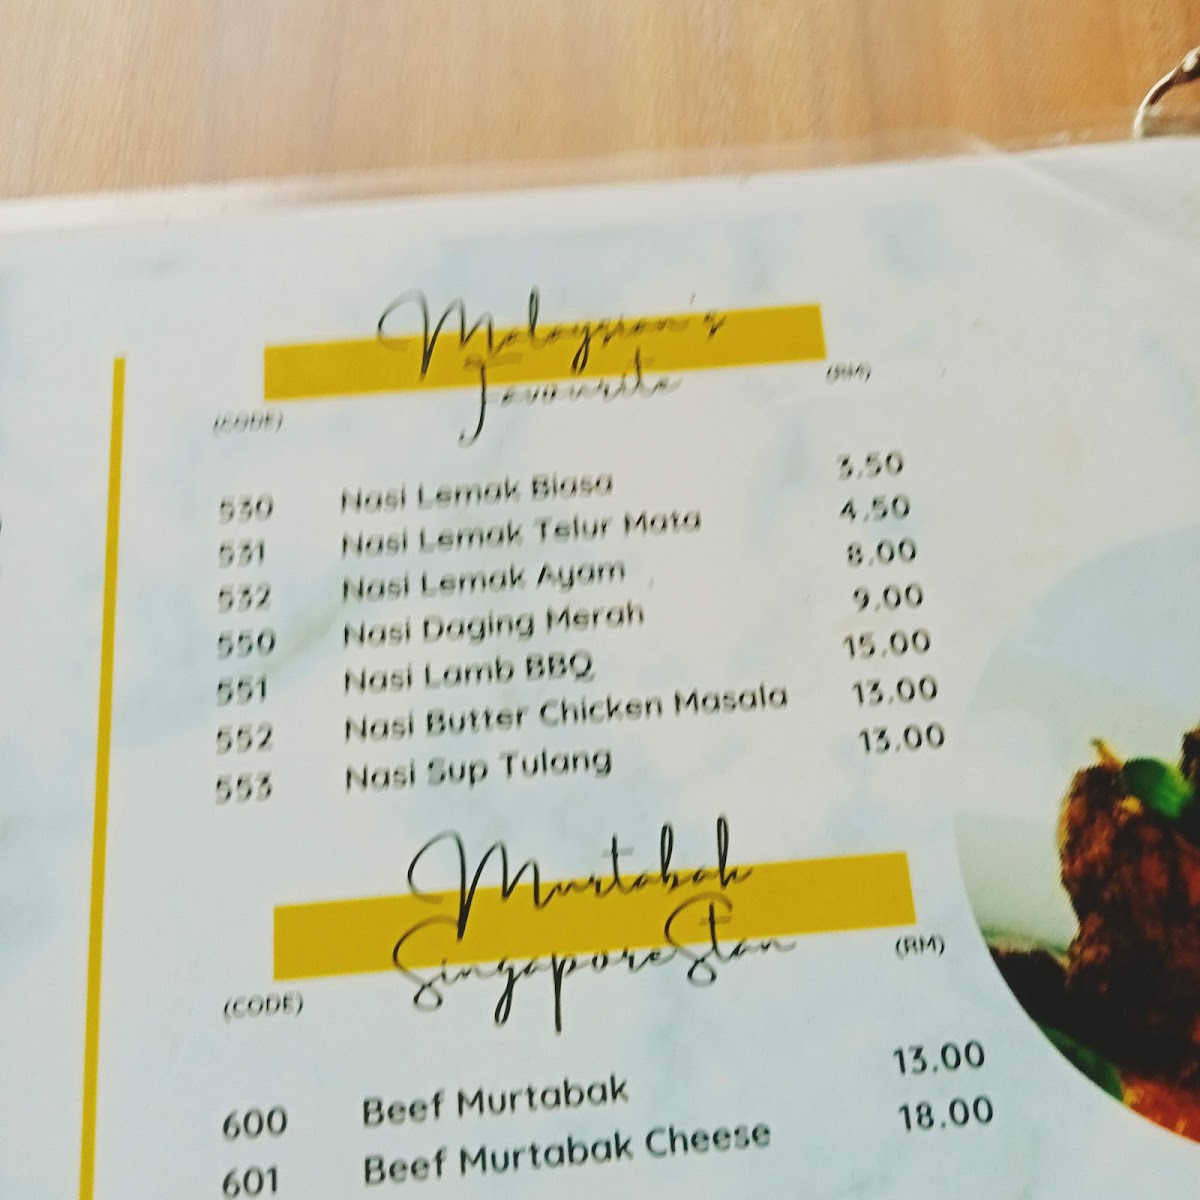 Malaysian's
Favourite
(CODE) (RM)
530 Nasi Lemak Biasa 3.50
531 Nasi Lemak Telur Mata 4.50
532 Nasi Lemak Ayam 8.00
550 Nasi Daging Merah 9.00
551 Nasi Lamb BBQ 15.00
552 Nasi Butter Chicken Masala 13.00
553 Nasi Sup Tulang 13.00
Murtabak
SingaporeStan
(CODE) (RM)
600 Beef Murtabak 13.00
601 Beef Murtabak Cheese 18.00